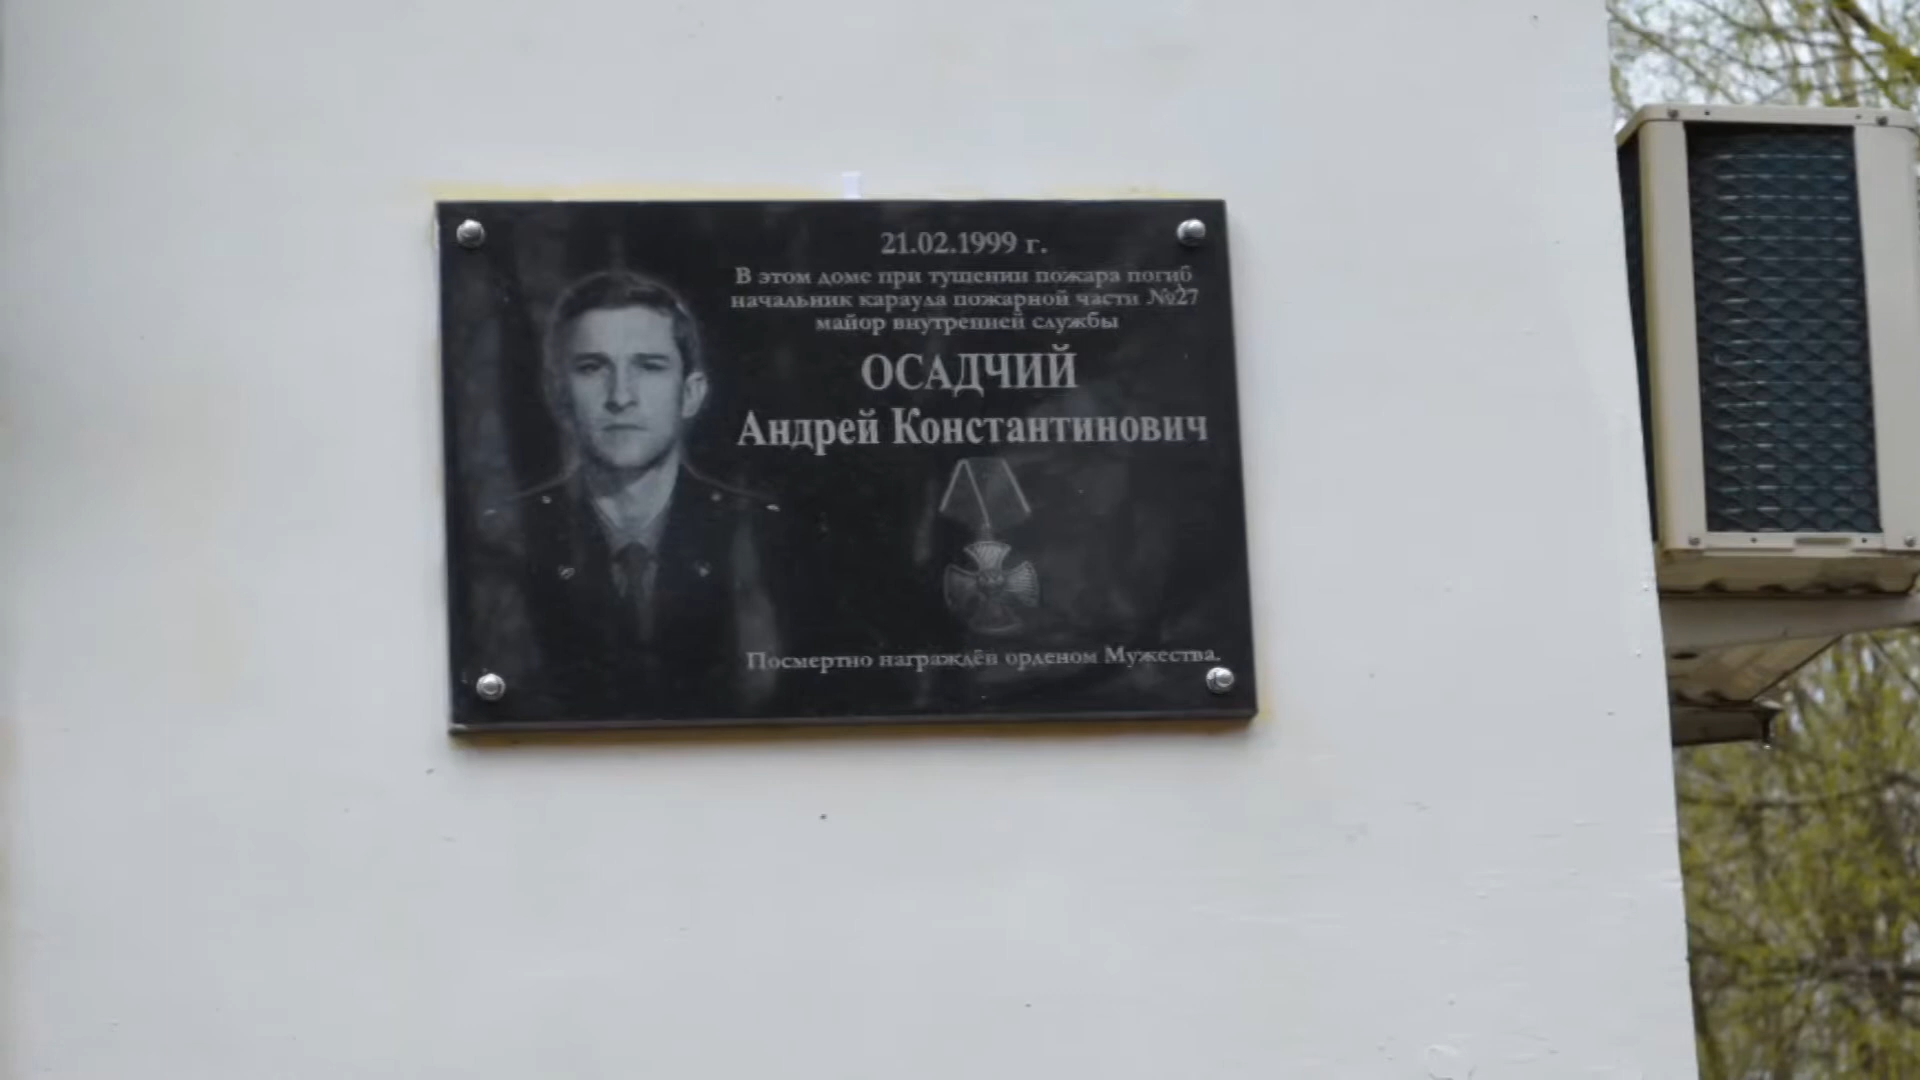 21.02.1999 г.
В этом доме при тушении пожара погиб
начальник караула пожарной части №27
майор внутренней службы
ОСАДЧИЙ
Андрей Константинович
Посмертно награждён орденом Мужества.